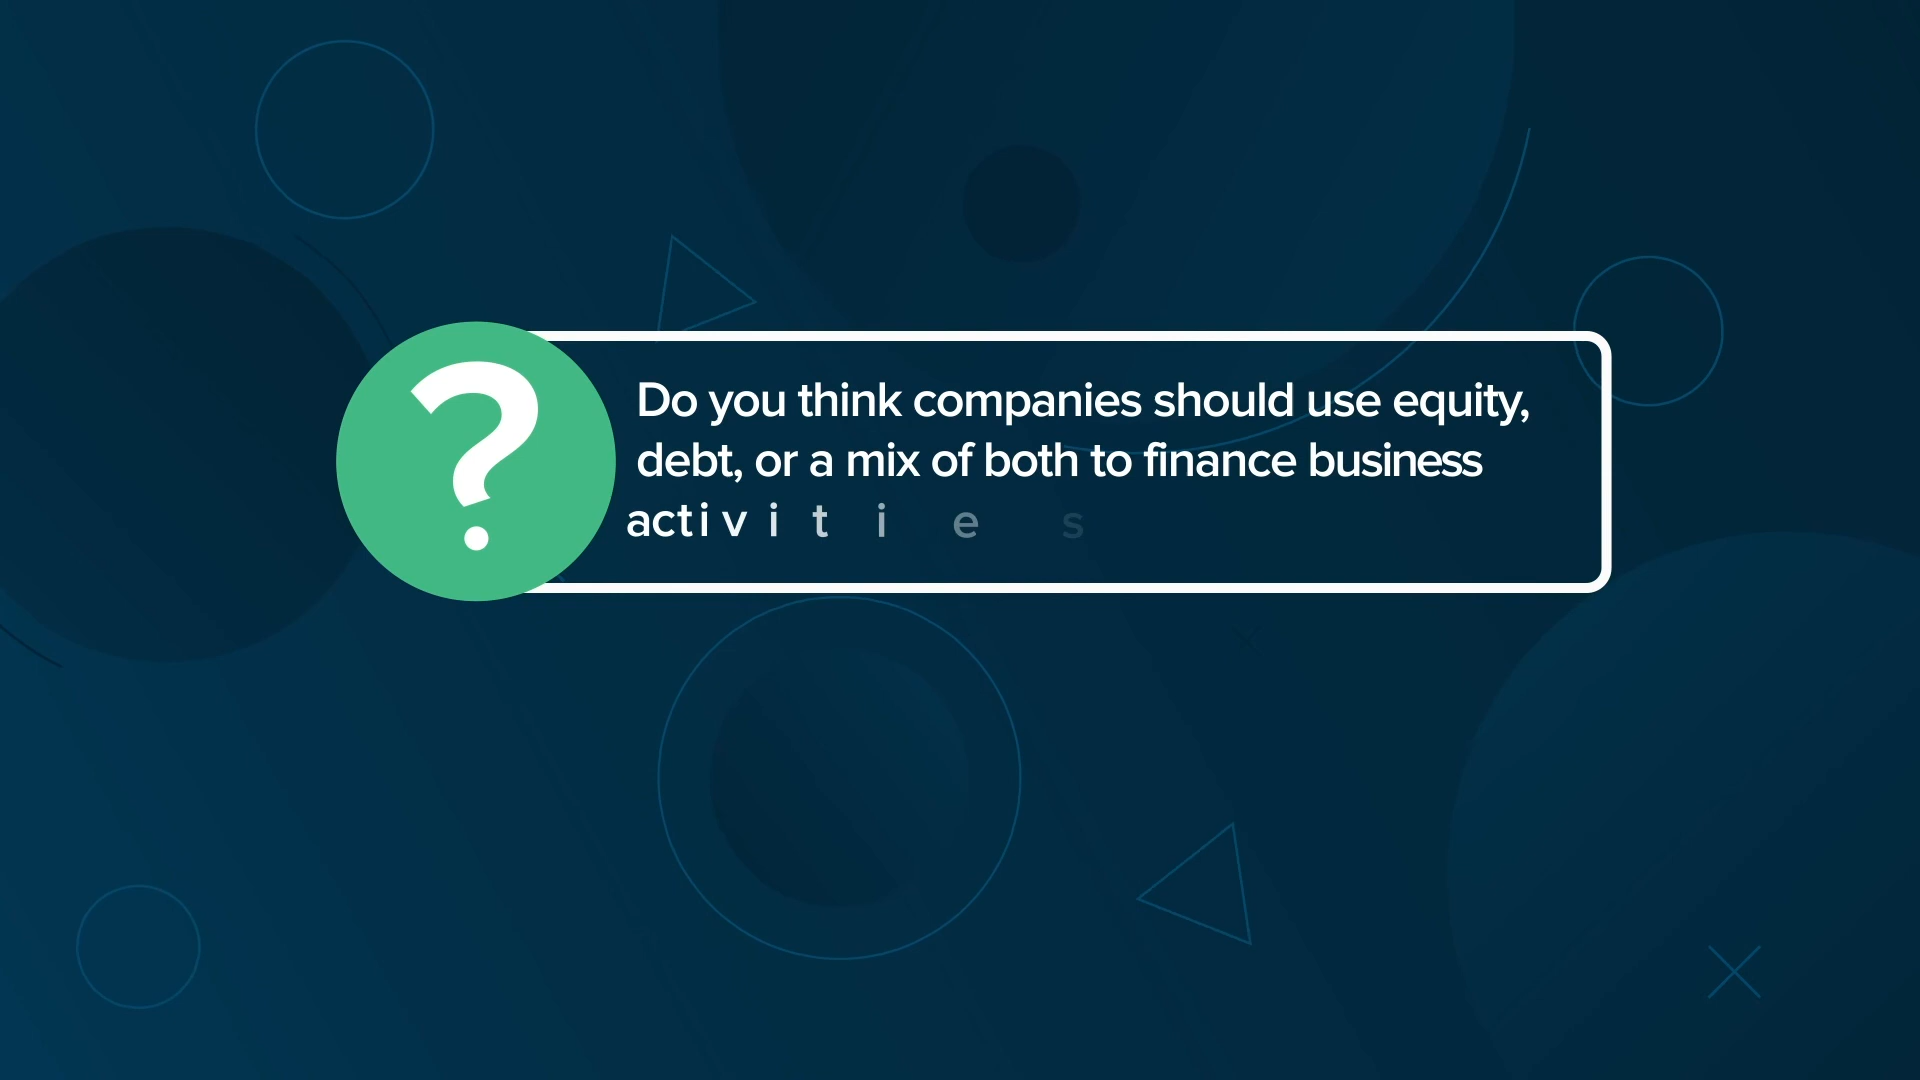 ?
Do you think companies should use equity,
debt, or a mix of both to finance business
activities